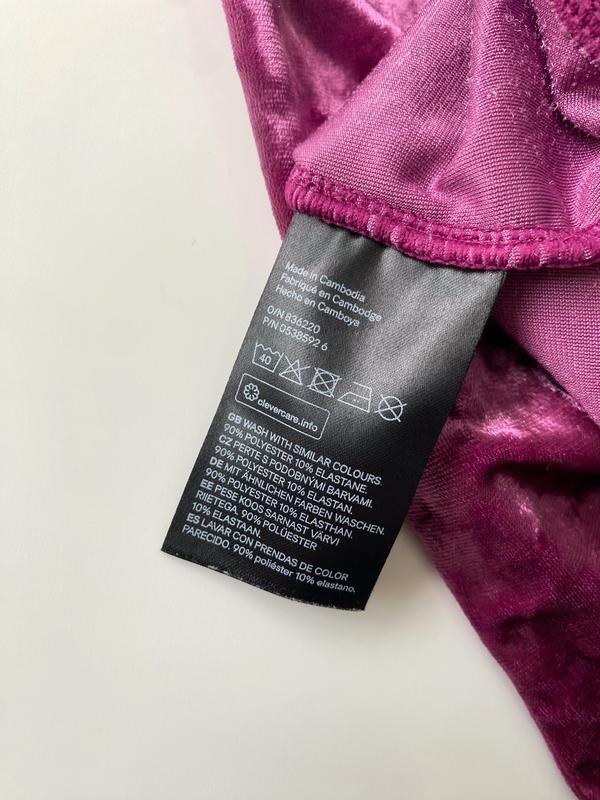 Made in Cambodia
Fabriqué en Cambodge
Hecho en Camboya
O/N 836220
P/N 0538592 6
40
clevercare.info
GB WASH WITH SIMILAR COLOURS.
90% POLYESTER 10% ELASTANE.
CZ PERTE S PODOBNÝMI BARVAMI.
90% POLYESTER 10% ELASTAN.
DE MIT ÄHNLICHEN FARBEN WASCHEN.
90% POLYESTER 10% ELASTHAN.
EE PESE KOOS SARNAST VÄRVI
RIIETEGA. 90% POLÜESTER
10% ELASTAAN.
ES LAVAR CON PRENDAS DE COLOR
PARECIDO. 90% poliéster 10% elastano.